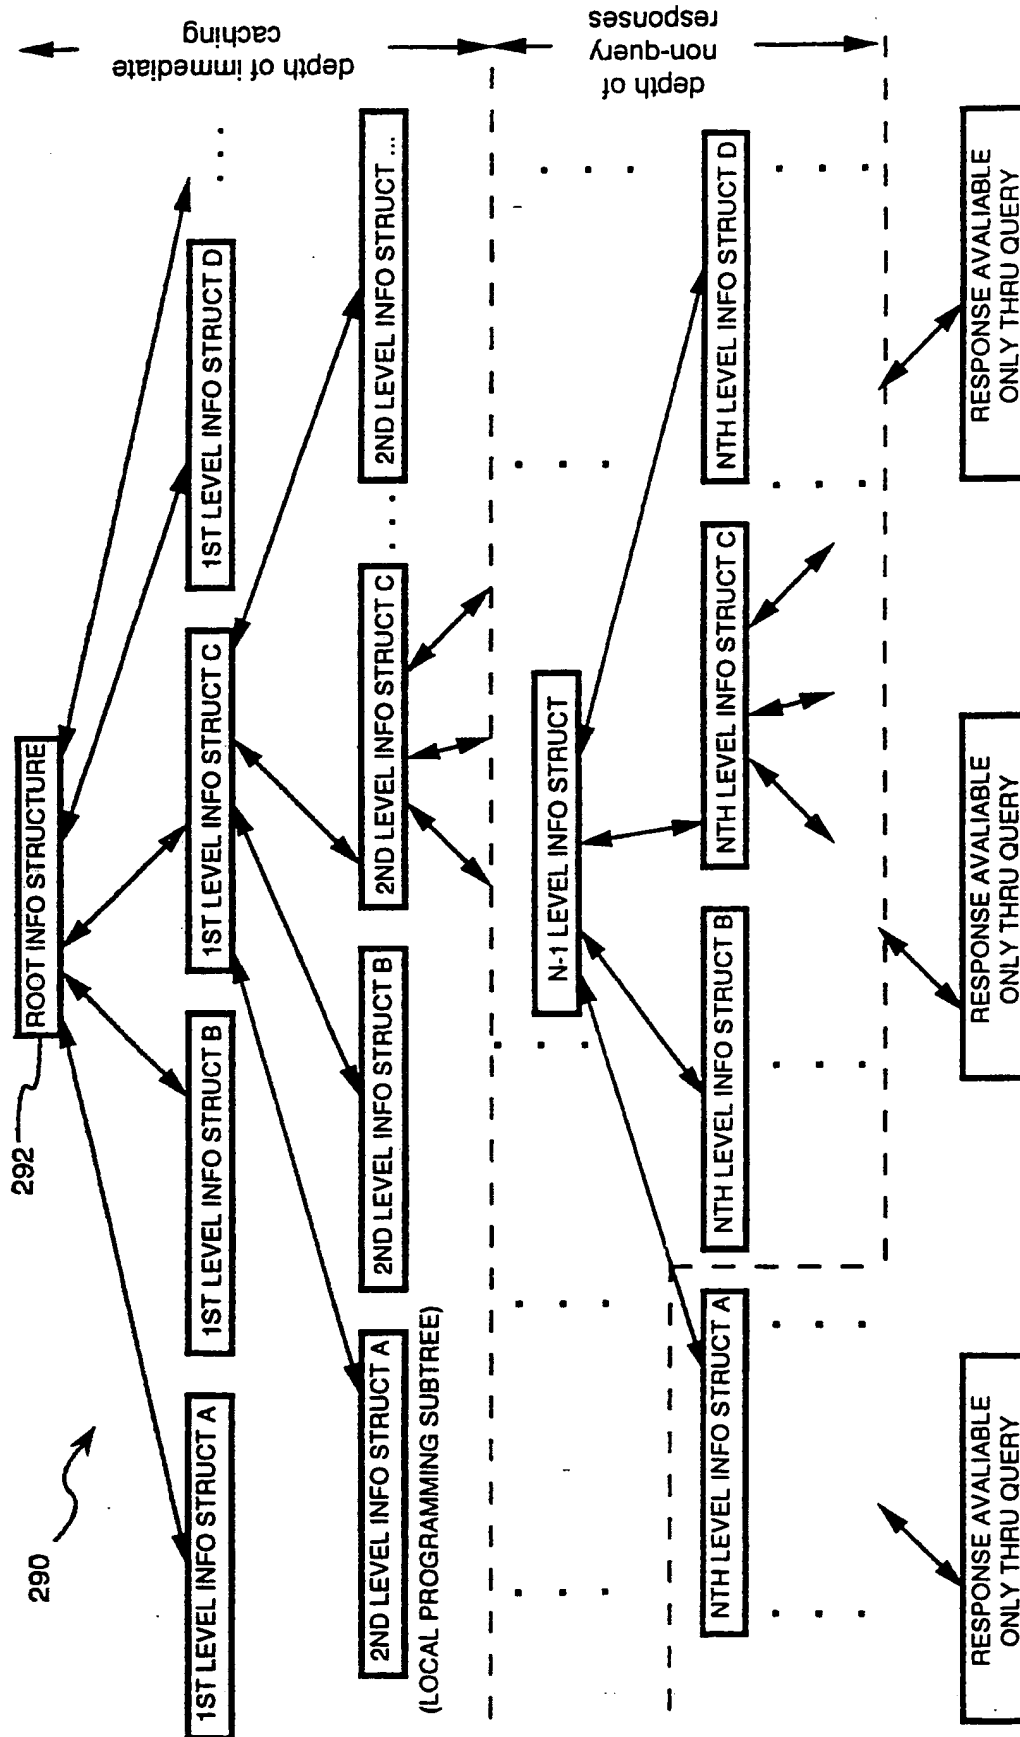 292
ROOT INFO STRUCTURE
depth of immediate
caching
290
1ST LEVEL INFO STRUCT A
1ST LEVEL INFO STRUCT B
1ST LEVEL INFO STRUCT C
1ST LEVEL INFO STRUCT D
. . .
2ND LEVEL INFO STRUCT A
(LOCAL PROGRAMMING SUBTREE)
2ND LEVEL INFO STRUCT B
2ND LEVEL INFO STRUCT C
. . .
2ND LEVEL INFO STRUCT ...
depth of
non-query
responses
N-1 LEVEL INFO STRUCT
NTH LEVEL INFO STRUCT A
NTH LEVEL INFO STRUCT B
NTH LEVEL INFO STRUCT C
NTH LEVEL INFO STRUCT D
RESPONSE AVALIABLE
ONLY THRU QUERY
RESPONSE AVALIABLE
ONLY THRU QUERY
RESPONSE AVALIABLE
ONLY THRU QUERY